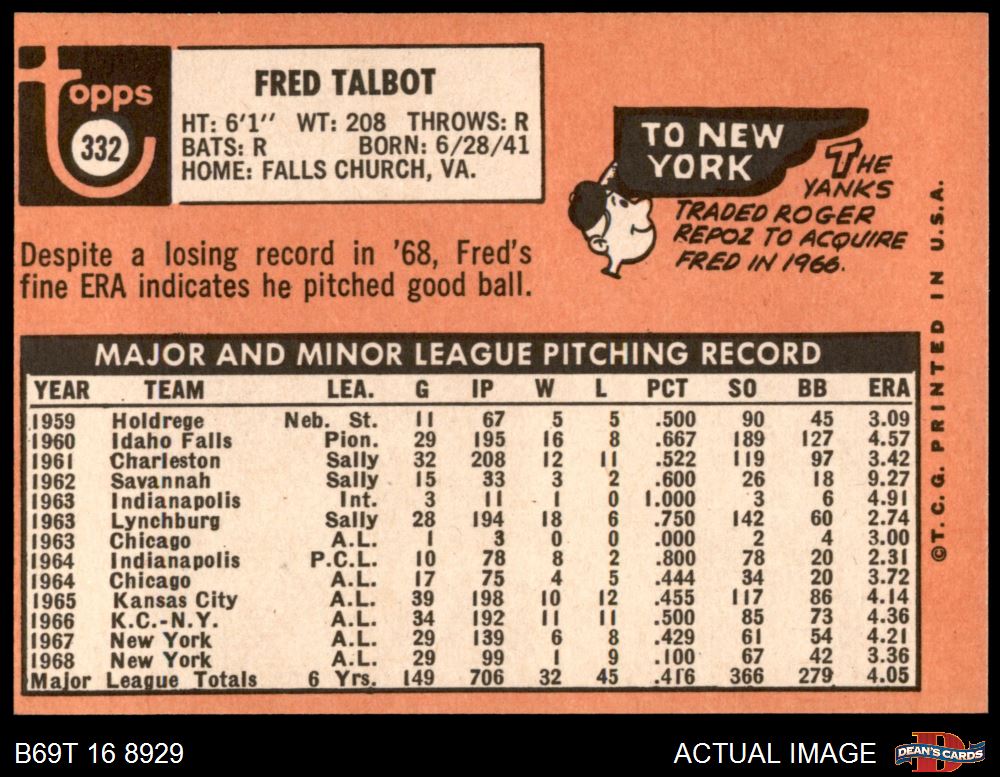 topps
332
FRED TALBOT
HT: 6'1" WT: 208 THROWS: R
BATS: R BORN: 6/28/41
HOME: FALLS CHURCH, VA.
TO NEW
YORK
THE
YANKS
TRADED ROGER
REPOZ TO ACQUIRE
FRED IN 1966.
Despite a losing record in '68, Fred's
fine ERA indicates he pitched good ball.
MAJOR AND MINOR LEAGUE PITCHING RECORD
YEAR TEAM LEA. G IP W L PCT SO BB ERA
1959 Holdrege Neb. St. 11 67 5 5 .500 90 45 3.09
1960 Idaho Falls Pion. 29 195 16 8 .667 189 127 4.57
1961 Charleston Sally 32 208 12 11 .522 119 97 3.42
1962 Savannah Sally 15 33 3 2 .600 26 18 9.27
1963 Indianapolis Int. 3 11 1 0 1.000 3 6 4.91
1963 Lynchburg Sally 28 194 18 6 .750 142 60 2.74
1963 Chicago A.L. 1 3 0 0 .000 2 4 3.00
1964 Indianapolis P.C.L. 10 78 8 2 .800 78 20 2.31
1964 Chicago A.L. 17 75 4 5 .444 34 20 3.72
1965 Kansas City A.L. 39 198 10 12 .455 117 86 4.14
1966 K.C.-N.Y. A.L. 34 192 11 11 .500 85 73 4.36
1967 New York A.L. 29 139 6 8 .429 61 54 4.21
1968 New York A.L. 29 99 1 9 .100 67 42 3.36
Major League Totals 6 Yrs. 149 706 32 45 .416 366 279 4.05
©T.C.G. PRINTED IN U.S.A.
B69T 16 8929
ACTUAL IMAGE
DEAN'S CARDS